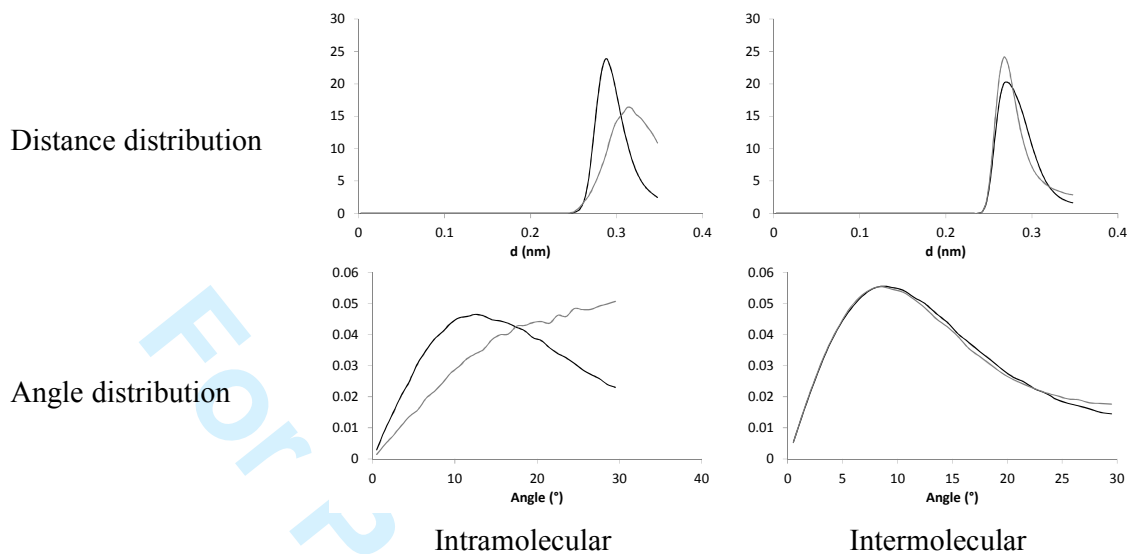 30
25
20
15
10
5
0
0 0.1 0.2 0.3 0.4
d (nm)
30
25
20
15
10
5
0
0 0.1 0.2 0.3 0.4
d (nm)
Distance distribution
0.06
0.05
0.04
0.03
0.02
0.01
0
0 10 20 30 40
Angle (°)
0.06
0.05
0.04
0.03
0.02
0.01
0
0 5 10 15 20 25 30
Angle (°)
Angle distribution
For P
Intramolecular Intermolecular